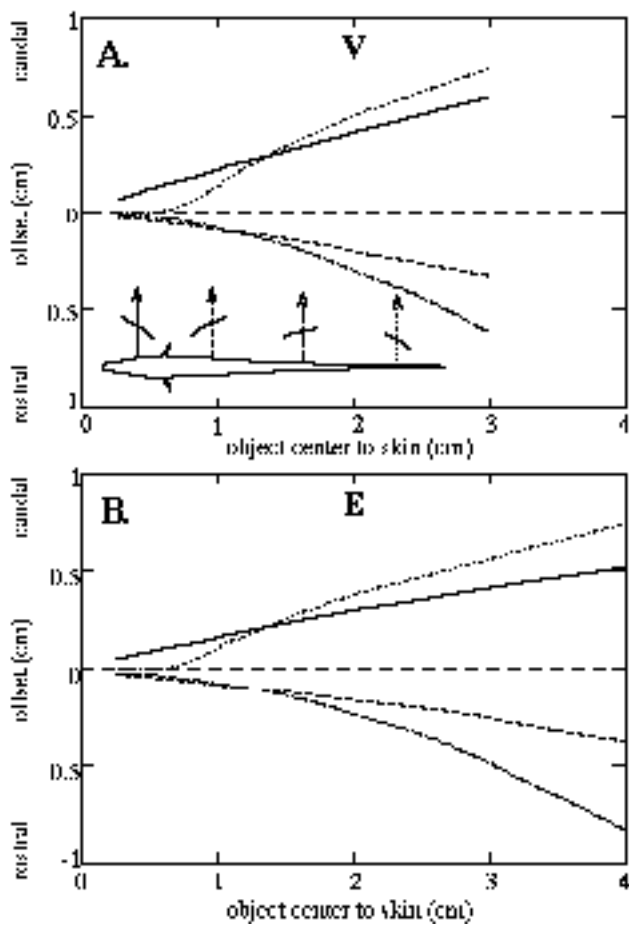 A.
V
caudal
offset (cm)
rostral
1
0.5
0
0.5
1
0 1 2 3 4
object center to skin (cm)
B.
E
caudal
offset (cm)
rostral
1
0.5
0
0.5
-1
0 1 2 3 4
object center to skin (cm)